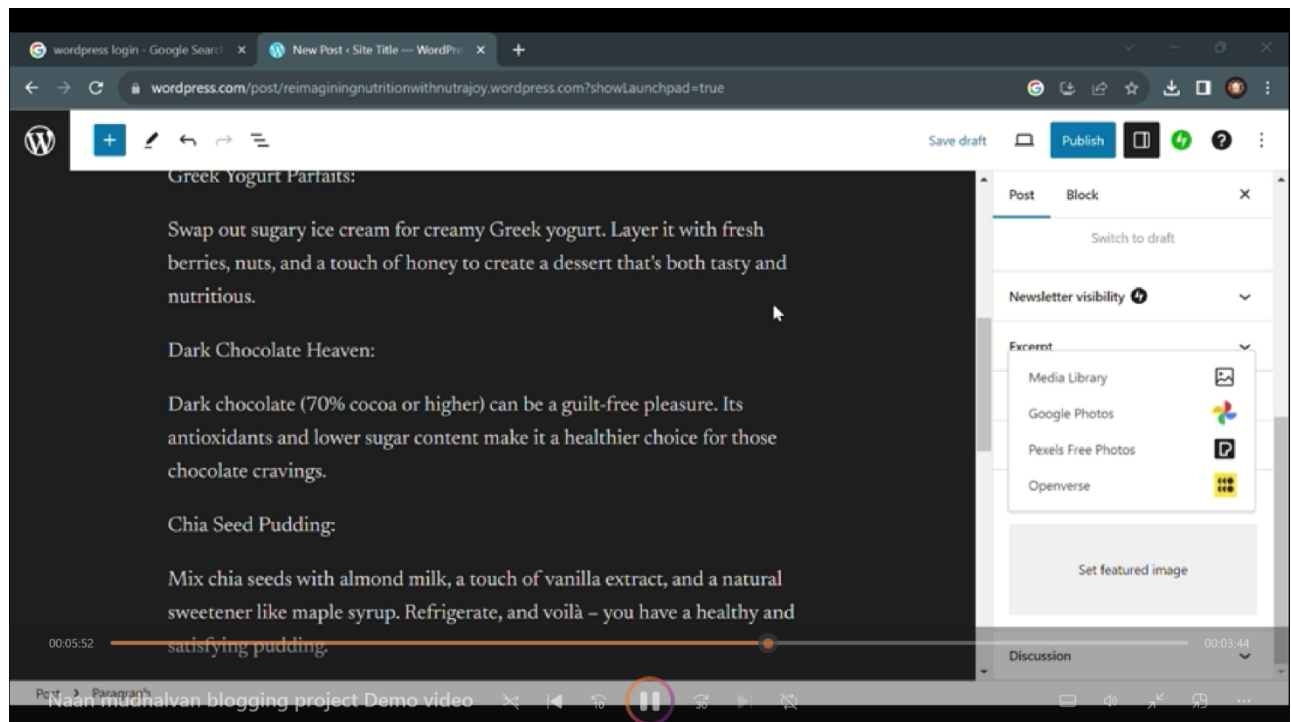 wordpress login - Google Searc
New Post ‹ Site Title — WordPre
wordpress.com/post/reimaginingnutritionwithnutrajoy.wordpress.com?showLaunchpad=true
Save draft
Publish
Greek Yogurt Parfaits:
Swap out sugary ice cream for creamy Greek yogurt. Layer it with fresh
berries, nuts, and a touch of honey to create a dessert that's both tasty and
nutritious.
Dark Chocolate Heaven:
Dark chocolate (70% cocoa or higher) can be a guilt-free pleasure. Its
antioxidants and lower sugar content make it a healthier choice for those
chocolate cravings.
Chia Seed Pudding:
Mix chia seeds with almond milk, a touch of vanilla extract, and a natural
sweetener like maple syrup. Refrigerate, and voilà – you have a healthy and
satisfying pudding.
Post
Block
Switch to draft
Newsletter visibility
Excerpt
Media Library
Google Photos
Pexels Free Photos
Openverse
Set featured image
Discussion
00:05:52
00:03:44
Post > Paragraph
Naan mudhalvan blogging project Demo video
10
30